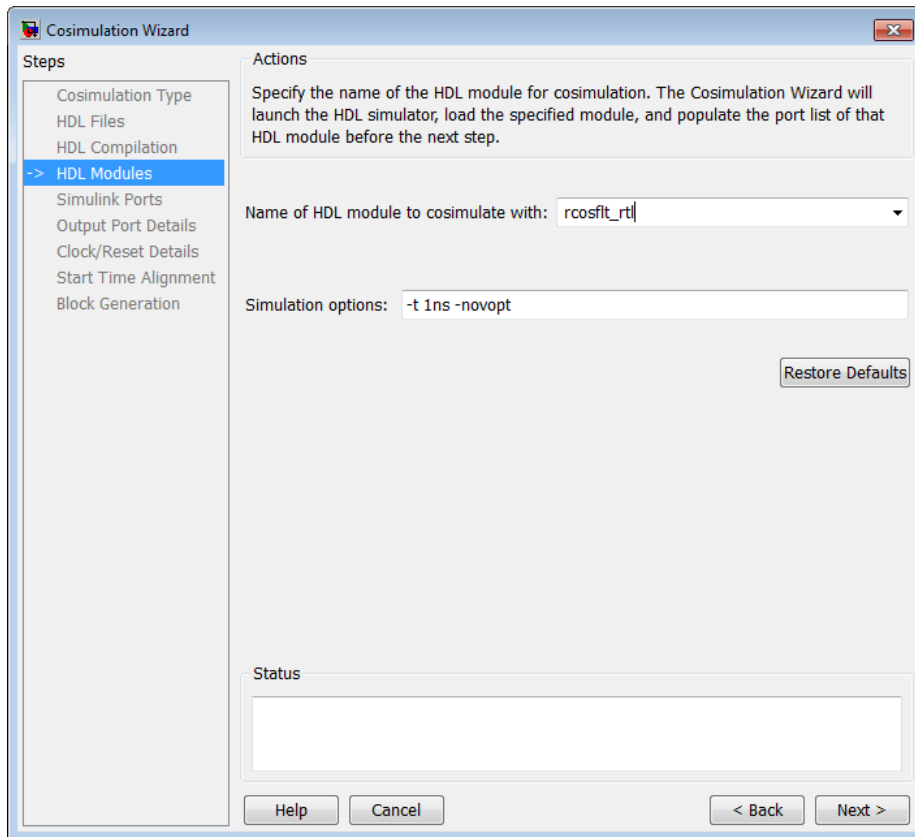 Cosimulation Wizard
Steps
Cosimulation Type
HDL Files
HDL Compilation
-> HDL Modules
Simulink Ports
Output Port Details
Clock/Reset Details
Start Time Alignment
Block Generation
Actions
Specify the name of the HDL module for cosimulation. The Cosimulation Wizard will
launch the HDL simulator, load the specified module, and populate the port list of that
HDL module before the next step.
Name of HDL module to cosimulate with: rcosflt_rtl
Simulation options: -t 1ns -novopt
Restore Defaults
Status
Help Cancel < Back Next >